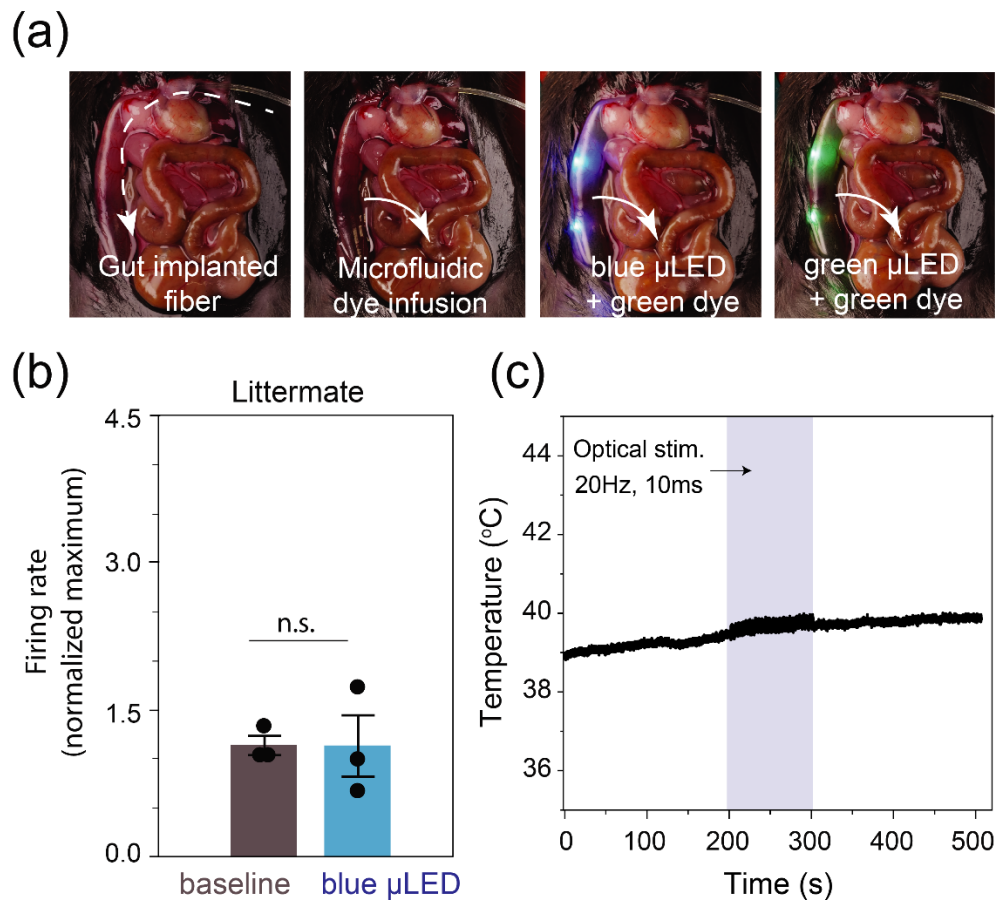 (a)
Gut implanted
fiber
Microfluidic
dye infusion
blue µLED
+ green dye
green µLED
+ green dye
(b)
Littermate
Firing rate
(normalized maximum)
4.5
3.0
1.5
0.0
n.s.
baseline
blue µLED
(c)
Temperature (°C)
44
42
40
38
36
Optical stim.
20Hz, 10ms
0
100
200
300
400
500
Time (s)